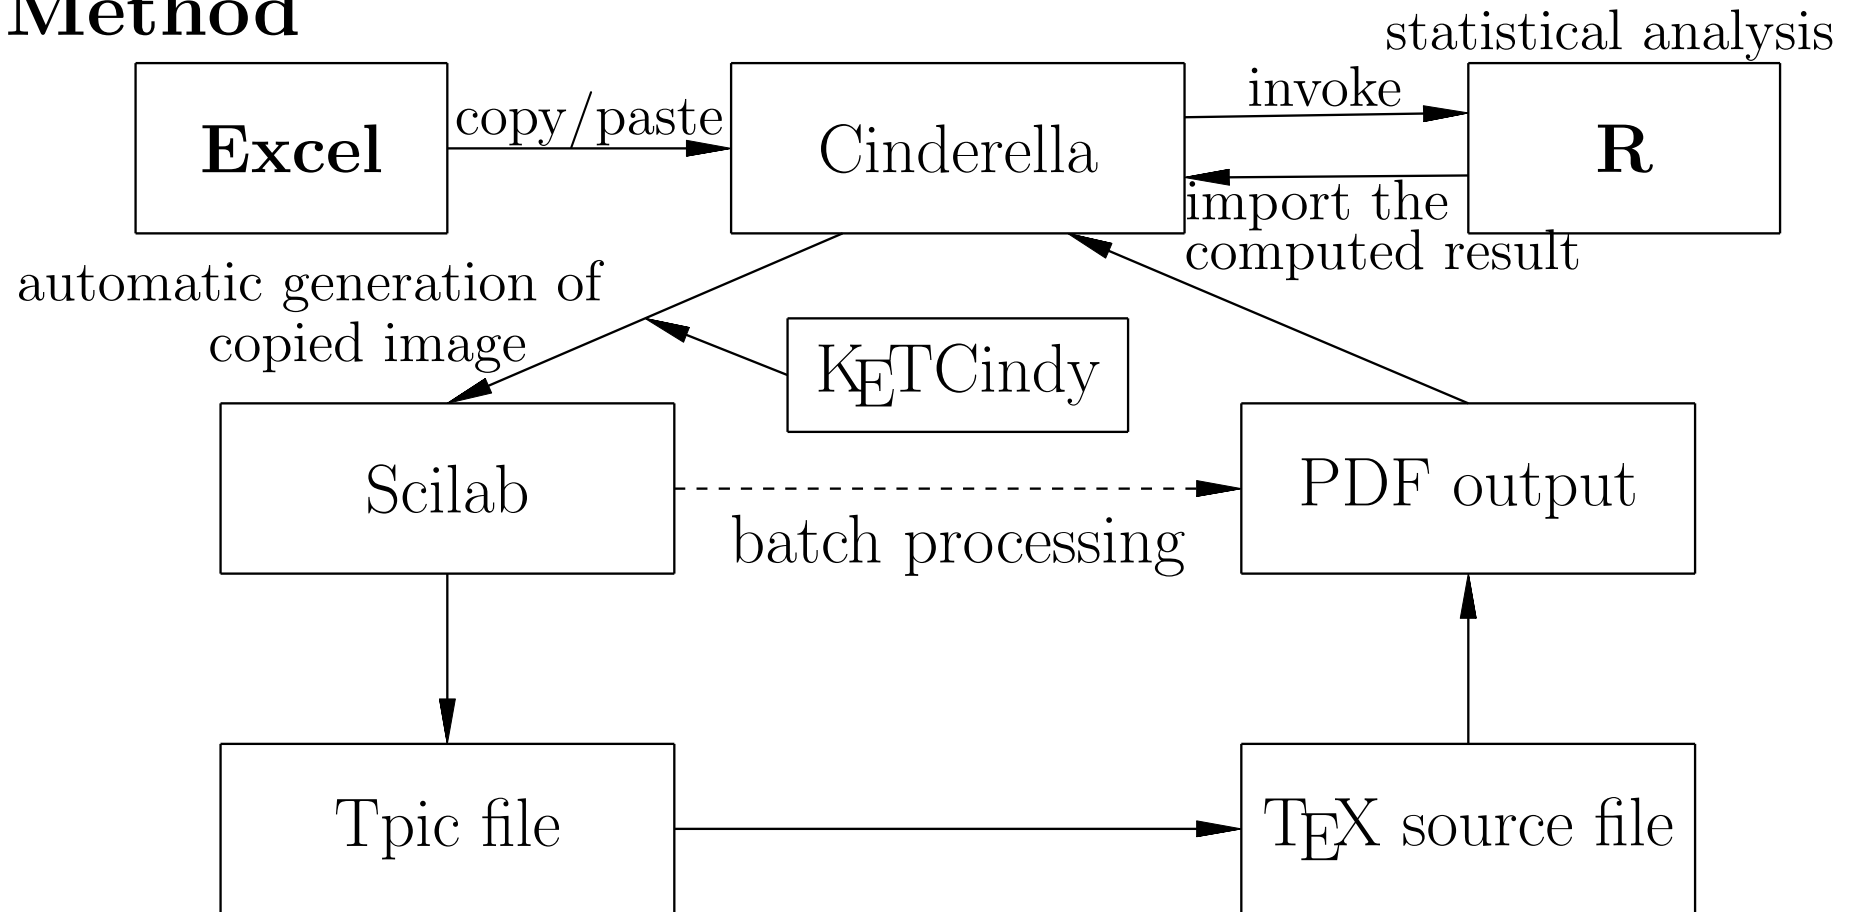 Method
statistical analysis
invoke
copy/paste
Excel
Cinderella
R
import the
computed result
automatic generation of
copied image
KETCindy
Scilab
PDF output
batch processing
Tpic file
TEX source file